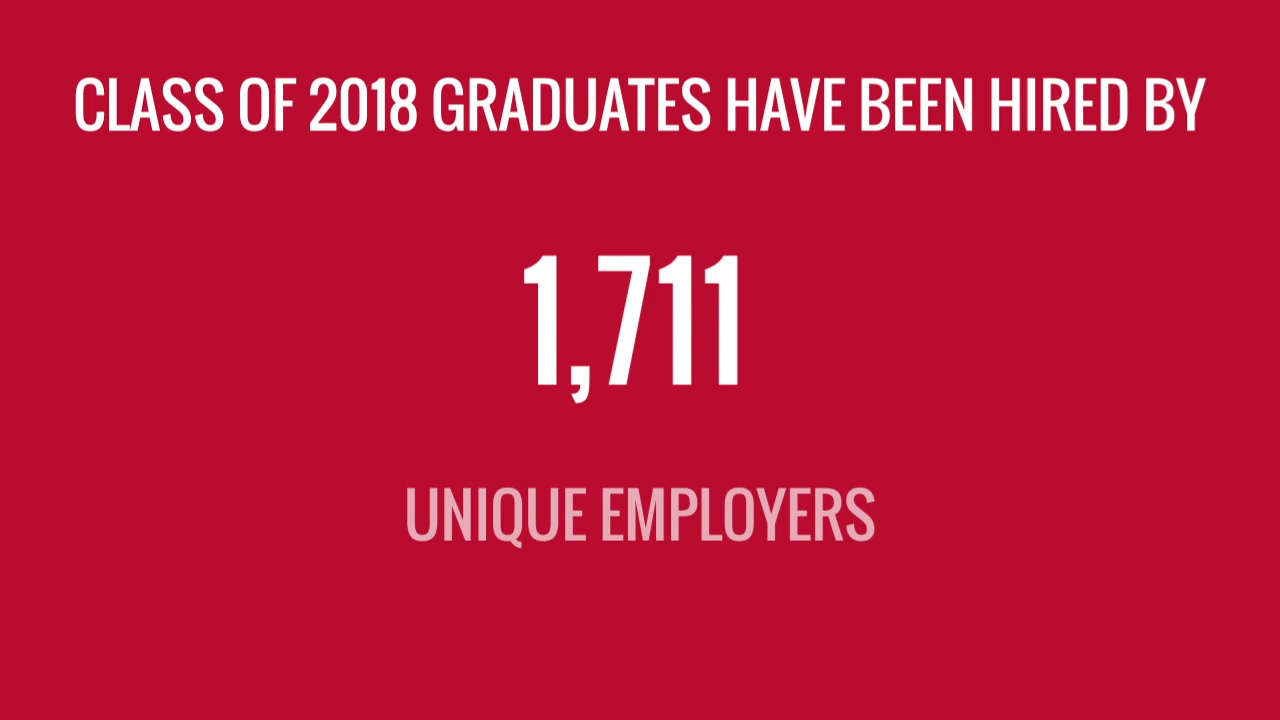 CLASS OF 2018 GRADUATES HAVE BEEN HIRED BY
1,711
UNIQUE EMPLOYERS